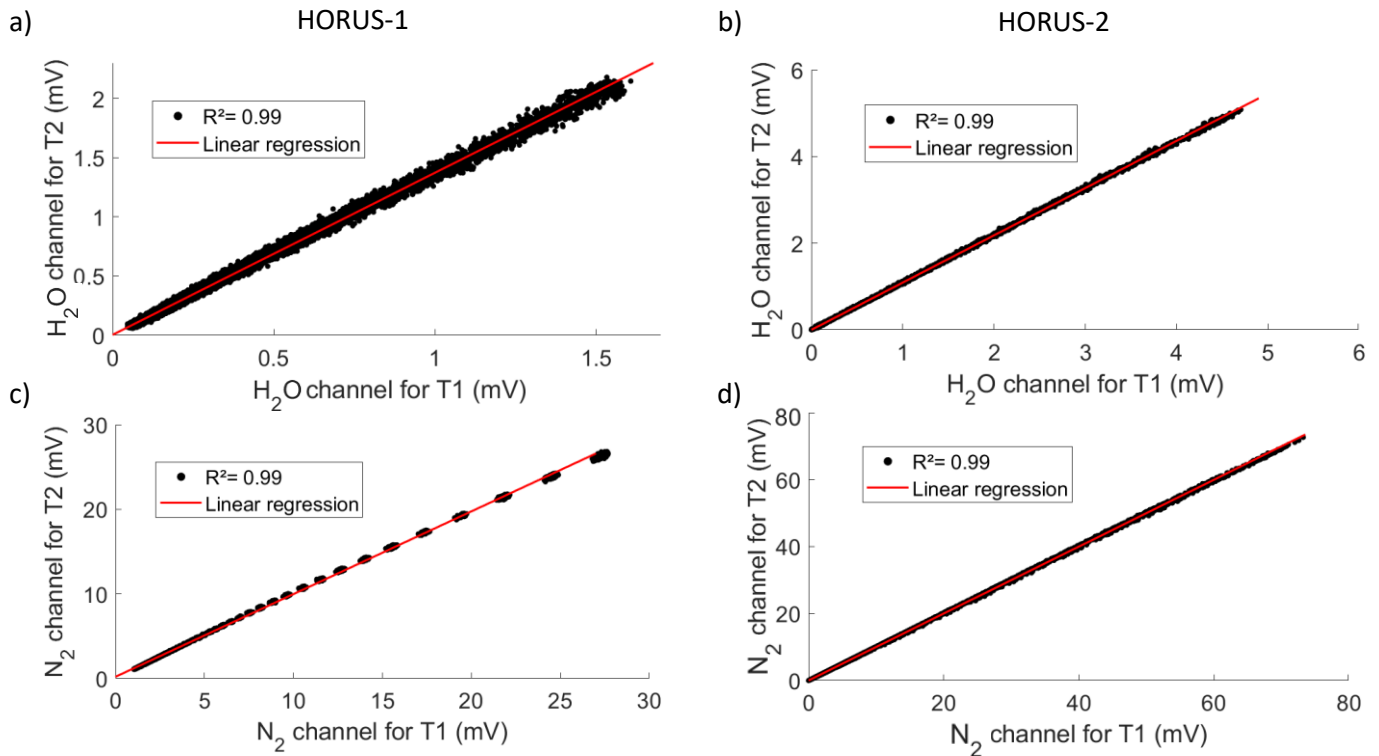 a)
HORUS-1
H₂O channel for T2 (mV)
2
1.5
1
0.5
0
R²= 0.99
Linear regression
0
0.5
1
1.5
H₂O channel for T1 (mV)
b)
HORUS-2
H₂O channel for T2 (mV)
6
4
2
0
R²= 0.99
Linear regression
0
1
2
3
4
5
6
H₂O channel for T1 (mV)
c)
N₂ channel for T2 (mV)
30
20
10
0
R²= 0.99
Linear regression
0
5
10
15
20
25
30
N₂ channel for T1 (mV)
d)
N₂ channel for T2 (mV)
80
60
40
20
0
R²= 0.99
Linear regression
0
20
40
60
80
N₂ channel for T1 (mV)